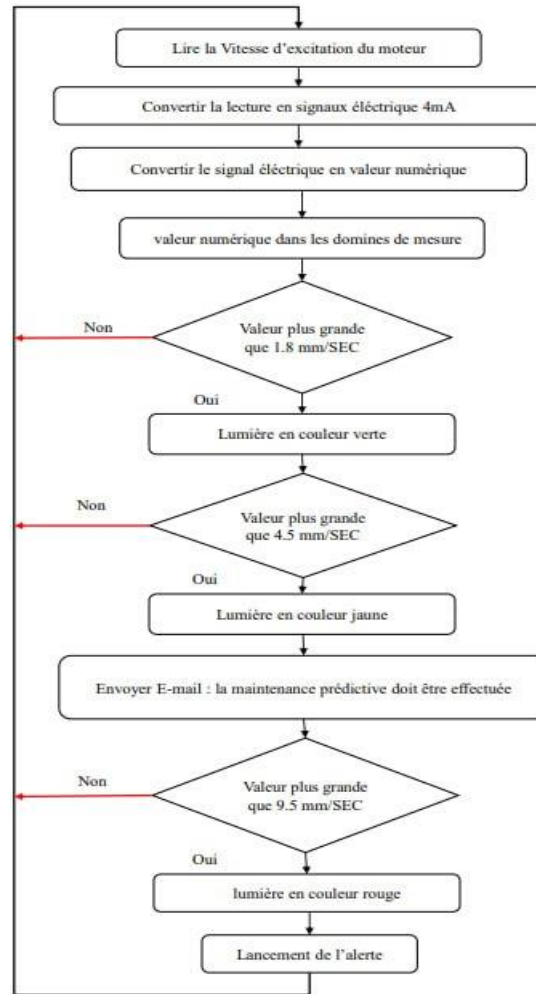 Lire la Vitesse d'excitation du moteur
Convertir la lecture en signaux éléctrique 4mA
Convertir le signal éléctrique en valeur numérique
valeur numérique dans les domines de mesure
Non
Valeur plus grande
que 1.8 mm/SEC
Oui
Lumière en couleur verte
Non
Valeur plus grande
que 4.5 mm/SEC
Oui
Lumière en couleur jaune
Envoyer E-mail : la maintenance prédictive doit être effectuée
Non
Valeur plus grande
que 9.5 mm/SEC
Oui
lumière en couleur rouge
Lancement de l'alerte